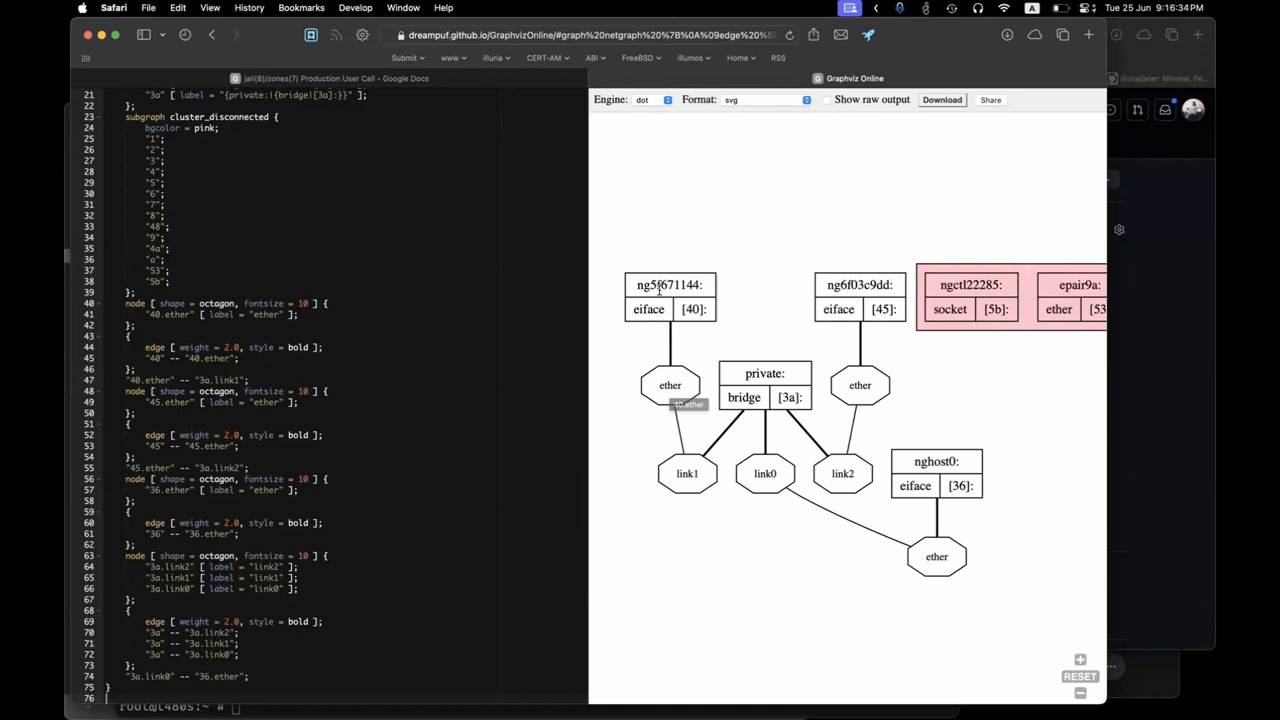 Safari File Edit View History Bookmarks Develop Window Help
A
Tue 25 Jun 9:16:34 PM
dreampuf.github.io/GraphvizOnline/#graph%20netgraph%20%7B%0A%09edge%20%5
Submit www illuria CERT-AM ABI FreeBSD illumos Home RSS
jail(8)/zones(7) Production User Call - Google Docs
Graphviz Online
21 "3a" [ label = "{private:|{bridge|[3a]:}}" ];
22 };
23 subgraph cluster_disconnected {
24 bgcolor = pink;
25 "1";
26 "2";
27 "3";
28 "4";
29 "5";
30 "6";
31 "7";
32 "8";
33 "48";
34 "9";
35 "4a";
36 "a";
37 "53";
38 "5b";
39 };
40 node [ shape = octagon, fontsize = 10 ] {
41 "40.ether" [ label = "ether" ];
42 };
43 {
44 edge [ weight = 2.0, style = bold ];
45 "40" -- "40.ether";
46 };
47 "40.ether" -- "3a.link1";
48 node [ shape = octagon, fontsize = 10 ] {
49 "45.ether" [ label = "ether" ];
50 };
51 {
52 edge [ weight = 2.0, style = bold ];
53 "45" -- "45.ether";
54 };
55 "45.ether" -- "3a.link2";
56 node [ shape = octagon, fontsize = 10 ] {
57 "36.ether" [ label = "ether" ];
58 };
59 {
60 edge [ weight = 2.0, style = bold ];
61 "36" -- "36.ether";
62 };
63 node [ shape = octagon, fontsize = 10 ] {
64 "3a.link2" [ label = "link2" ];
65 "3a.link1" [ label = "link1" ];
66 "3a.link0" [ label = "link0" ];
67 };
68 {
69 edge [ weight = 2.0, style = bold ];
70 "3a" -- "3a.link2";
71 "3a" -- "3a.link1";
72 "3a" -- "3a.link0";
73 };
74 "3a.link0" -- "36.ether";
75 }
76
Engine: dot Format: svg Show raw output Download Share
ng5f671144:
eiface [40]:
ng6f03c9dd:
eiface [45]:
ngctl22285:
socket [5b]:
epair9a:
ether [53
ether
40.ether
private:
bridge [3a]:
ether
link1
link0
link2
nghost0:
eiface [36]:
ether
+
RESET
−
root@t480s:~ #